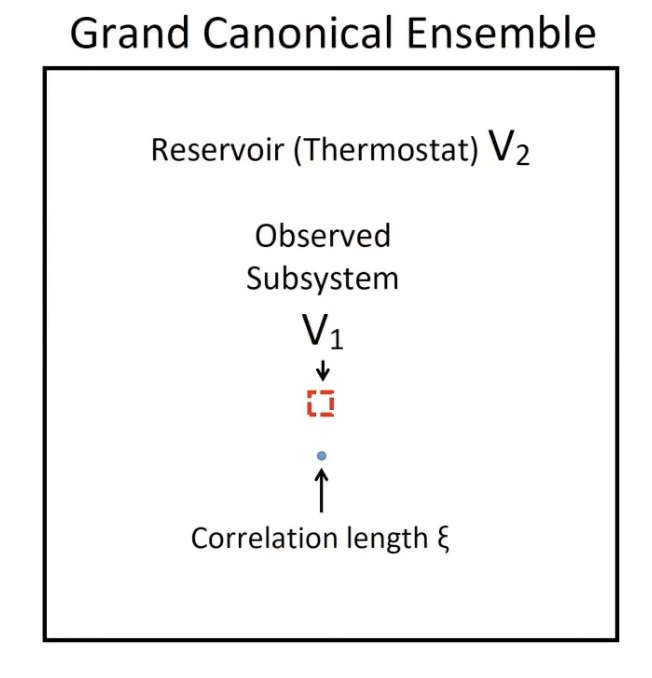 Grand Canonical Ensemble
Reservoir (Thermostat) V₂
Observed
Subsystem
V₁
Correlation length ξ